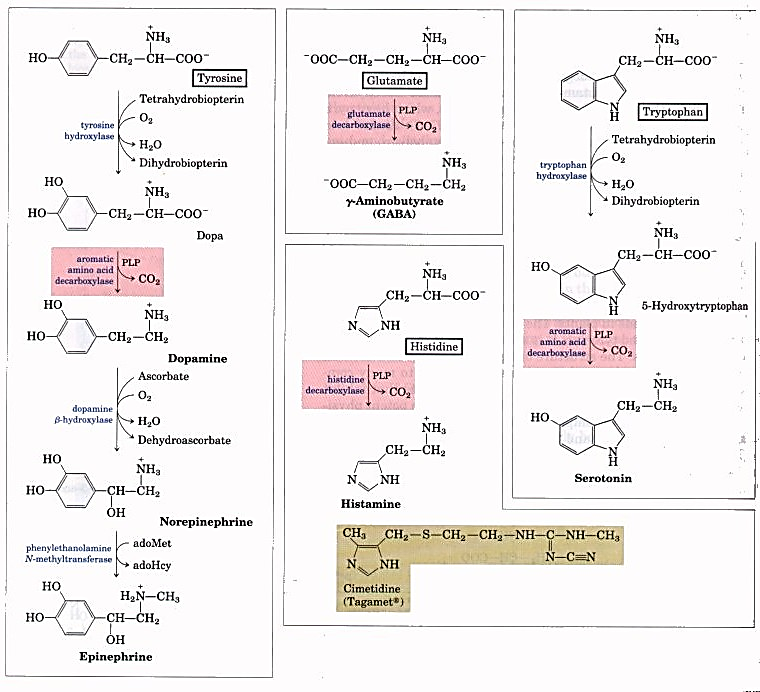 NH₃⁺
HO—CH₂—CH—COO⁻
Tyrosine
tyrosine
hydroxylase
Tetrahydrobiopterin
O₂
H₂O
Dihydrobiopterin
HO
NH₃⁺
HO—CH₂—CH—COO⁻
Dopa
aromatic
amino acid
decarboxylase
PLP
CO₂
HO
NH₃⁺
HO—CH₂—CH₂
Dopamine
dopamine
β-hydroxylase
Ascorbate
O₂
H₂O
Dehydroascorbate
HO
NH₃⁺
HO—CH—CH₂
OH
Norepinephrine
phenylethanolamine
N-methyltransferase
adoMet
adoHcy
HO
H₂N⁺—CH₃
HO—CH—CH₂
OH
Epinephrine
NH₃⁺
⁻OOC—CH₂—CH₂—CH—COO⁻
Glutamate
glutamate
decarboxylase
PLP
CO₂
NH₃⁺
⁻OOC—CH₂—CH₂—CH₂
γ-Aminobutyrate
(GABA)
NH₃⁺
CH₂—CH—COO⁻
N NH
Histidine
histidine
decarboxylase
PLP
CO₂
NH₃⁺
CH₂—CH₂
N NH
Histamine
NH₃⁺
CH₂—CH—COO⁻
N
H
Tryptophan
tryptophan
hydroxylase
Tetrahydrobiopterin
O₂
H₂O
Dihydrobiopterin
NH₃⁺
HO CH₂—CH—COO⁻
N
H
5-Hydroxytryptophan
aromatic
amino acid
decarboxylase
PLP
CO₂
NH₃⁺
HO CH₂—CH₂
N
H
Serotonin
CH₃ CH₂—S—CH₂—CH₂—NH—C—NH—CH₃
N NH N—C≡N
Cimetidine
(Tagamet®)